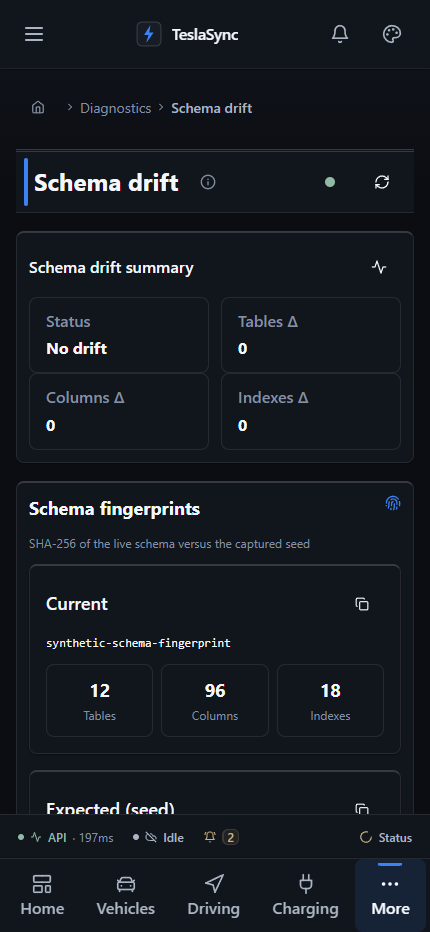 TeslaSync
Diagnostics Schema drift
Schema drift
Schema drift summary
Status
No drift
Tables Δ
0
Columns Δ
0
Indexes Δ
0
Schema fingerprints
SHA-256 of the live schema versus the captured seed
Current
synthetic-schema-fingerprint
12
Tables
96
Columns
18
Indexes
Expected (seed)
API · 197ms Idle 2 Status
Home Vehicles Driving Charging More